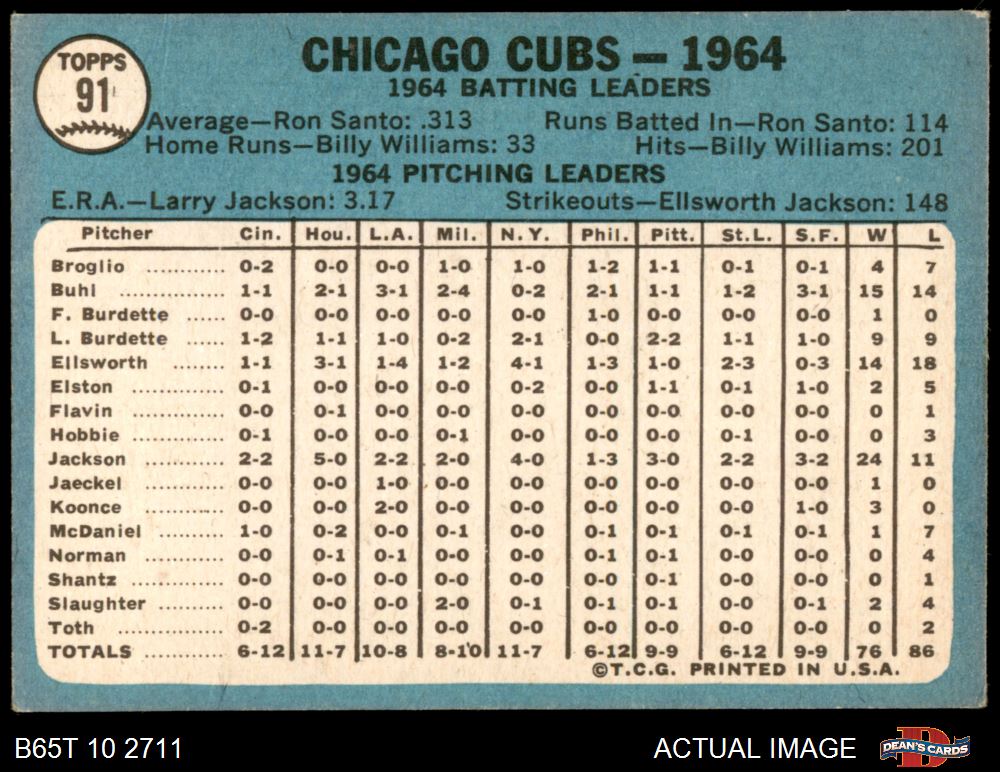 TOPPS
91
CHICAGO CUBS — 1964
1964 BATTING LEADERS
Average—Ron Santo: .313 Runs Batted In—Ron Santo: 114
Home Runs—Billy Williams: 33 Hits—Billy Williams: 201
1964 PITCHING LEADERS
E.R.A.—Larry Jackson: 3.17 Strikeouts—Ellsworth Jackson: 148
Pitcher Cin. Hou. L.A. Mil. N.Y. Phil. Pitt. St.L. S.F. W L
Broglio ............ 0-2 0-0 0-0 1-0 1-0 1-2 1-1 0-1 0-1 4 7
Buhl ................ 1-1 2-1 3-1 2-4 0-2 2-1 1-1 1-2 3-1 15 14
F. Burdette ...... 0-0 0-0 0-0 0-0 0-0 1-0 0-0 0-0 0-0 1 0
L. Burdette ...... 1-2 1-1 1-0 0-2 2-1 0-0 2-2 1-1 1-0 9 9
Ellsworth ......... 1-1 3-1 1-4 1-2 4-1 1-3 1-0 2-3 0-3 14 18
Elston .............. 0-1 0-0 0-0 0-0 0-2 0-0 1-1 0-1 1-0 2 5
Flavin .............. 0-0 0-1 0-0 0-0 0-0 0-0 0-0 0-0 0-0 0 1
Hobbie .............. 0-1 0-0 0-0 0-1 0-0 0-0 0-0 0-1 0-0 0 3
Jackson ............ 2-2 5-0 2-2 2-0 4-0 1-3 3-0 2-2 3-2 24 11
Jaeckel ............ 0-0 0-0 1-0 0-0 0-0 0-0 0-0 0-0 0-0 1 0
Koonce ............ 0-0 0-0 2-0 0-0 0-0 0-0 0-0 0-0 1-0 3 0
McDaniel .......... 1-0 0-2 0-0 0-1 0-0 0-1 0-1 0-1 0-1 1 7
Norman ............ 0-0 0-1 0-1 0-0 0-0 0-1 0-1 0-0 0-0 0 4
Shantz .............. 0-0 0-0 0-0 0-0 0-0 0-0 0-1 0-0 0-0 0 1
Slaughter .......... 0-0 0-0 0-0 2-0 0-1 0-1 0-1 0-0 0-1 2 4
Toth ................ 0-2 0-0 0-0 0-0 0-0 0-0 0-0 0-0 0-0 0 2
TOTALS ............ 6-12 11-7 10-8 8-10 11-7 6-12 9-9 6-12 9-9 76 86
©T.C.G. PRINTED IN U.S.A.
B65T 10 2711 ACTUAL IMAGE
D
DEAN'S CARDS